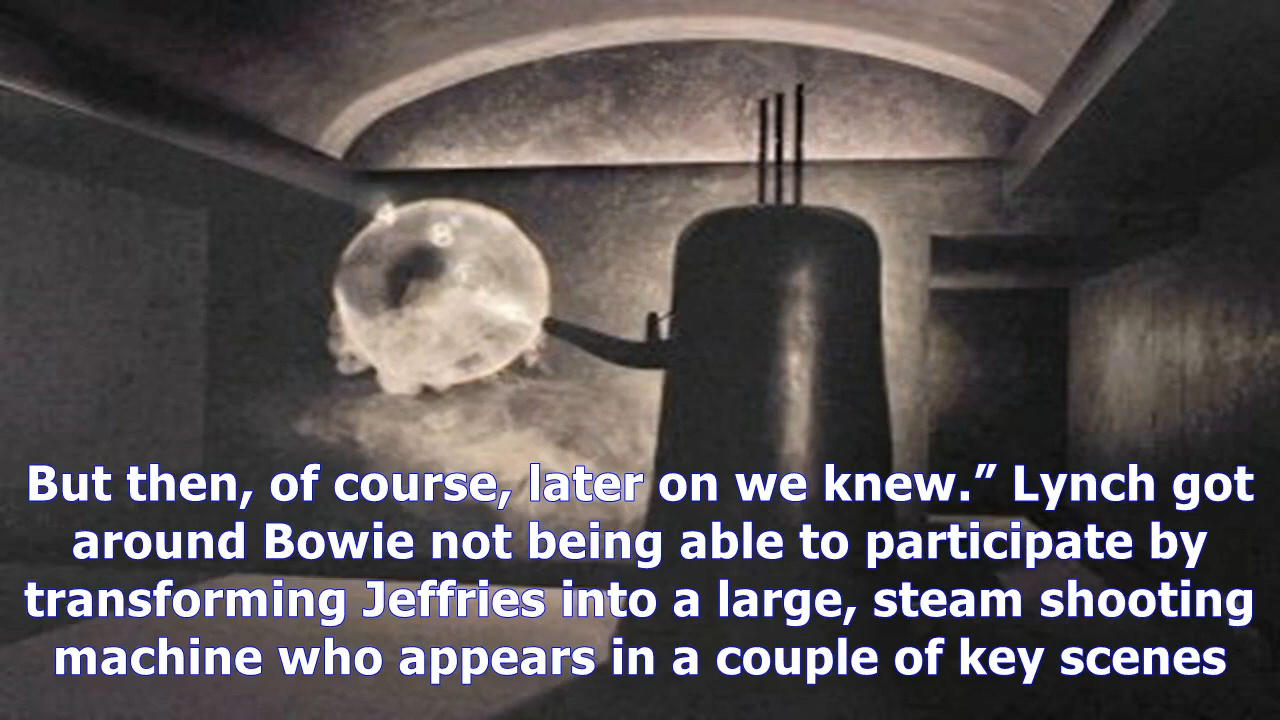 But then, of course, later on we knew.” Lynch got
around Bowie not being able to participate by
transforming Jeffries into a large, steam shooting
machine who appears in a couple of key scenes